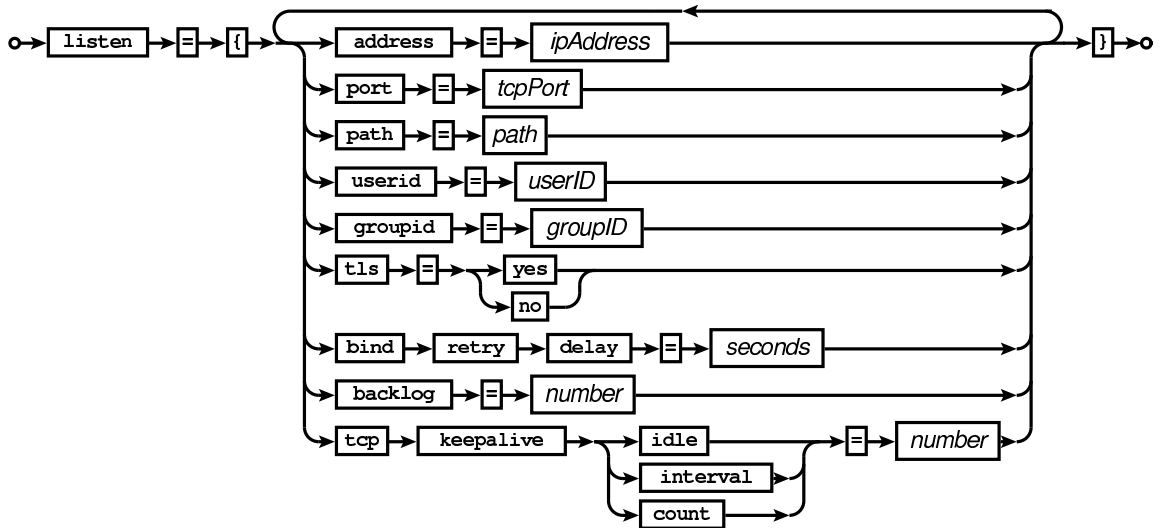 listen = { address = ipAddress }
port = tcpPort
path = path
userid = userID
groupid = groupID
tls = yes
no
bind retry delay = seconds
backlog = number
tcp keepalive idle = number
interval
count